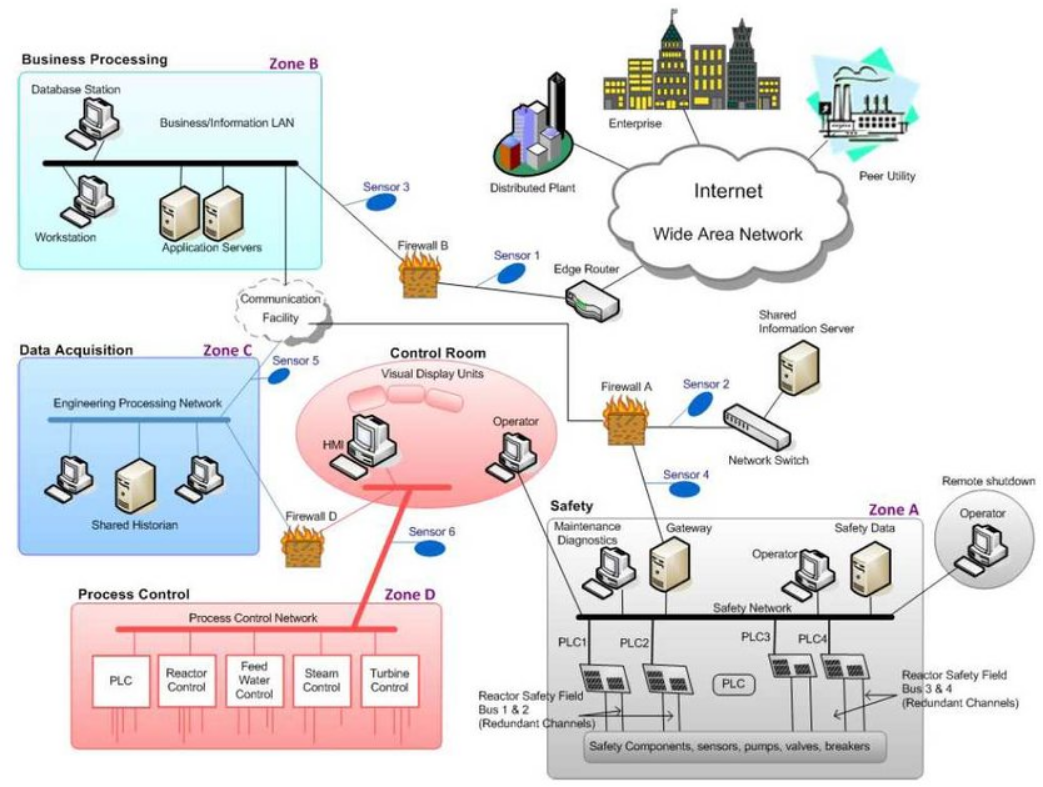 Business Processing
Zone B
Database Station
Business/Information LAN
Workstation
Application Servers
Sensor 3
Firewall B
Sensor 1
Edge Router
Distributed Plant
Enterprise
Peer Utility
Internet
Wide Area Network
Communication
Facility
Shared
Information Server
Data Acquisition
Zone C
Sensor 5
Engineering Processing Network
Shared Historian
Firewall D
Control Room
Visual Display Units
HMI
Operator
Sensor 6
Firewall A
Sensor 2
Network Switch
Sensor 4
Process Control
Zone D
Process Control Network
PLC
Reactor
Control
Feed
Water
Control
Steam
Control
Turbine
Control
Safety
Zone A
Maintenance
Diagnostics
Gateway
Operator
Safety Data
Remote shutdown
Operator
Safety Network
PLC1
PLC2
PLC3
PLC4
PLC
Reactor Safety Field
Bus 1 & 2
(Redundant Channels)
Reactor Safety Field
Bus 3 & 4
(Redundant Channels)
Safety Components, sensors, pumps, valves, breakers